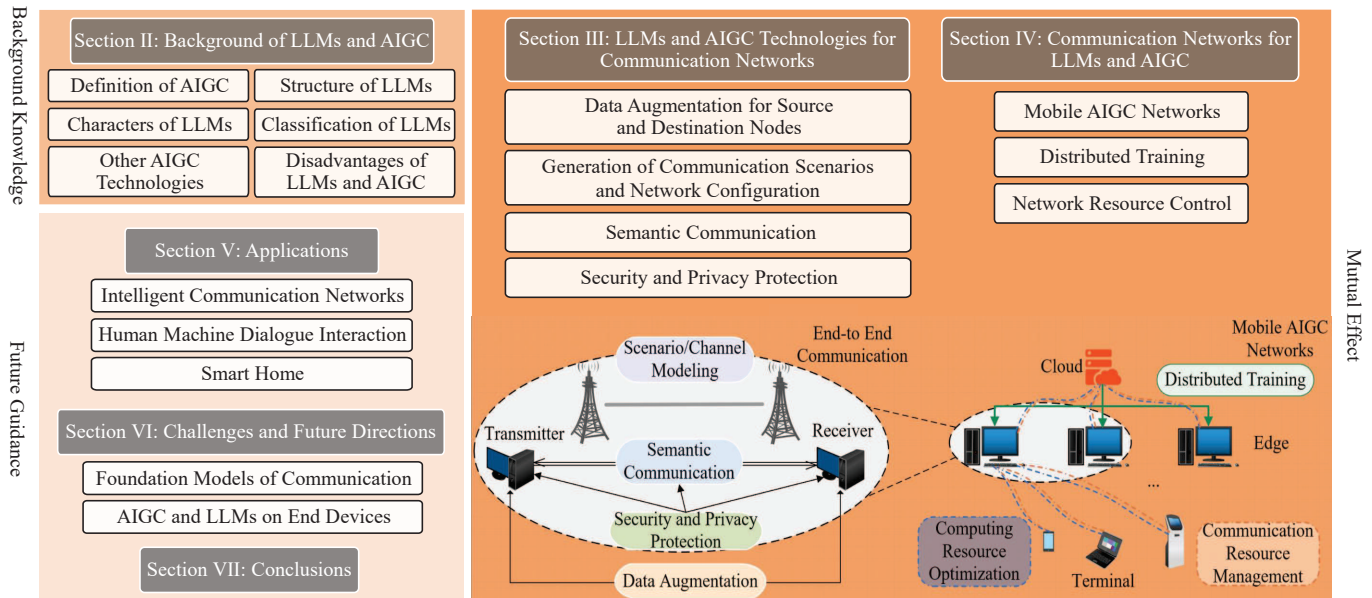 Background Knowledge
Section II: Background of LLMs and AIGC
Definition of AIGC
Structure of LLMs
Characters of LLMs
Classification of LLMs
Other AIGC
Technologies
Disadvantages of
LLMs and AIGC
Future Guidance
Section V: Applications
Intelligent Communication Networks
Human Machine Dialogue Interaction
Smart Home
Section VI: Challenges and Future Directions
Foundation Models of Communication
AIGC and LLMs on End Devices
Section VII: Conclusions
Section III: LLMs and AIGC Technologies for
Communication Networks
Data Augmentation for Source
and Destination Nodes
Generation of Communication Scenarios
and Network Configuration
Semantic Communication
Security and Privacy Protection
Section IV: Communication Networks for
LLMs and AIGC
Mobile AIGC Networks
Distributed Training
Network Resource Control
Mutual Effect
Scenario/Channel
Modeling
End-to End
Communication
Transmitter
Receiver
Semantic
Communication
Security and Privacy
Protection
Data Augmentation
Mobile AIGC
Networks
Cloud
Distributed Training
Edge
...
Computing
Resource
Optimization
Terminal
Communication
Resource
Management